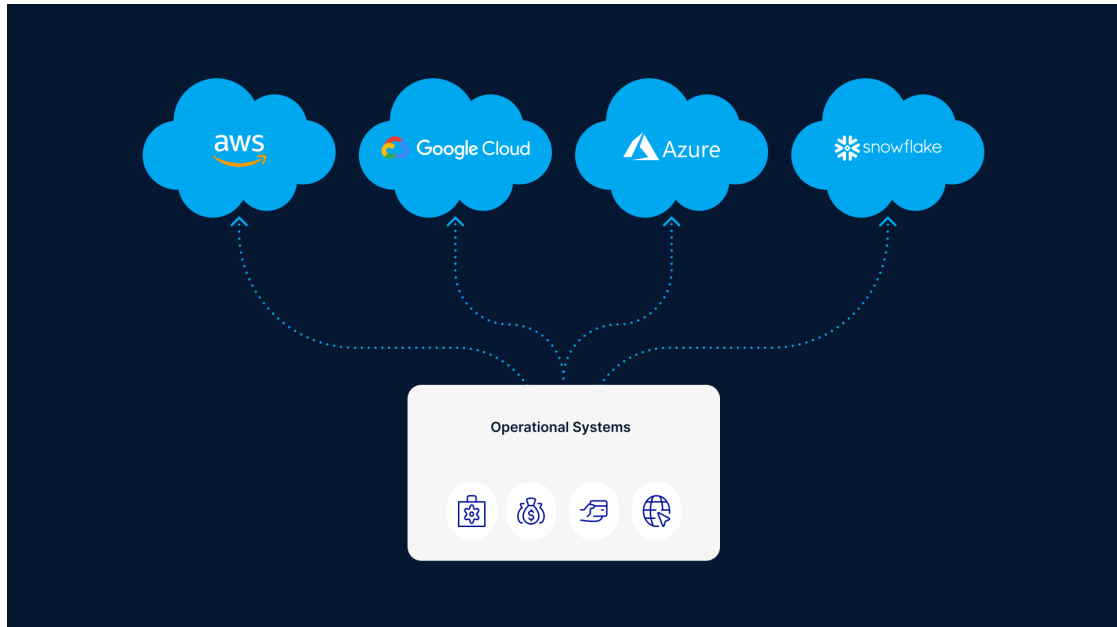 aws
Google Cloud
Azure
snowflake
Operational Systems